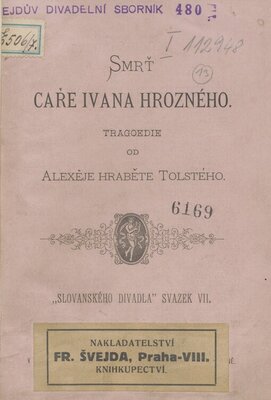 EJDŮV DIVADELNÍ SBORNÍK 480
I 112948
Smrť
13
CAŘE IVANA HROZNÉHO.
TRAGOEDIE
OD
ALEXĚJE HRABĚTE TOLSTÉHO.
6169
„SLOVANSKÉHO DIVADLA" SVAZEK VII.
NAKLADATELSTVÍ
FR. ŠVEJDA, Praha-VIII.
KNIHKUPECTVÍ.